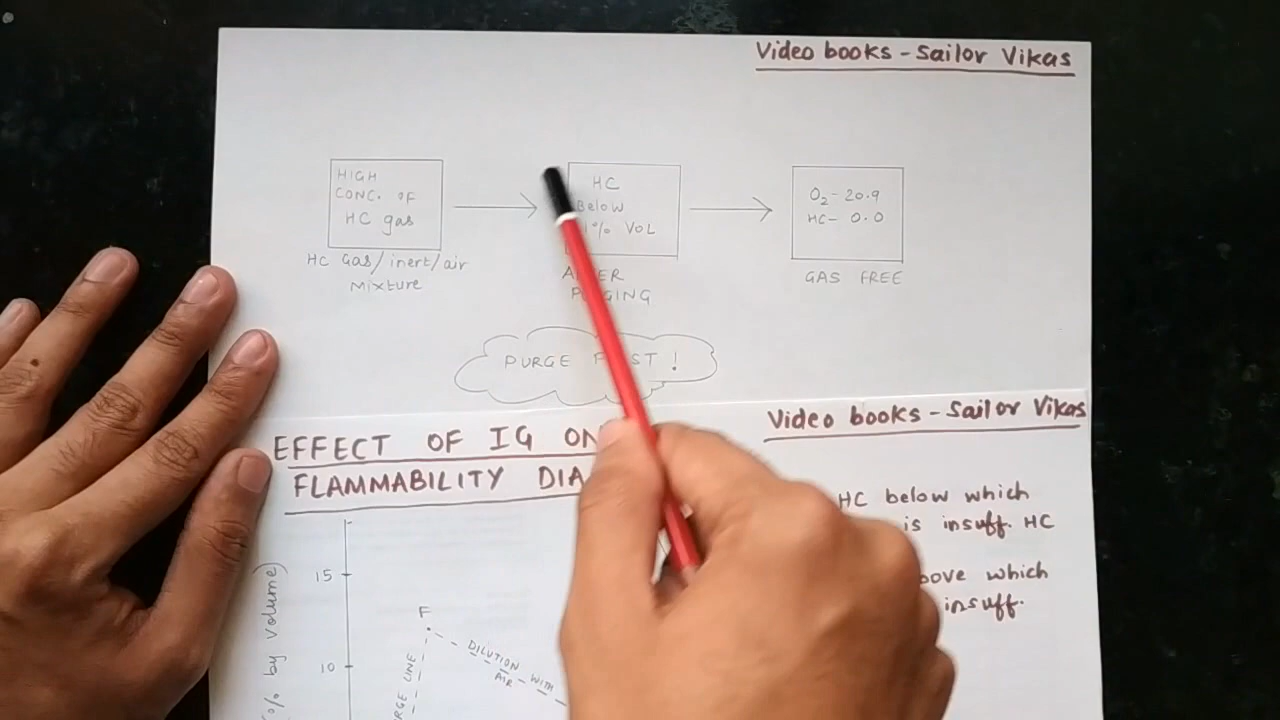 Video books - Sailor Vikas
HIGH
CONC. OF
HC gas
HC Gas/inert/air
Mixture
HC
Below
1% VOL
PURGE
O2 - 20.9
HC - 0.0
GAS FREE
Video books - Sailor Vikas
EFFECT OF IG ON
FLAMMABILITY
HC below which
is insuff. HC
which
insuff.
15
10
(% by volume)
F
DILUTION WITH
AIR
LINE